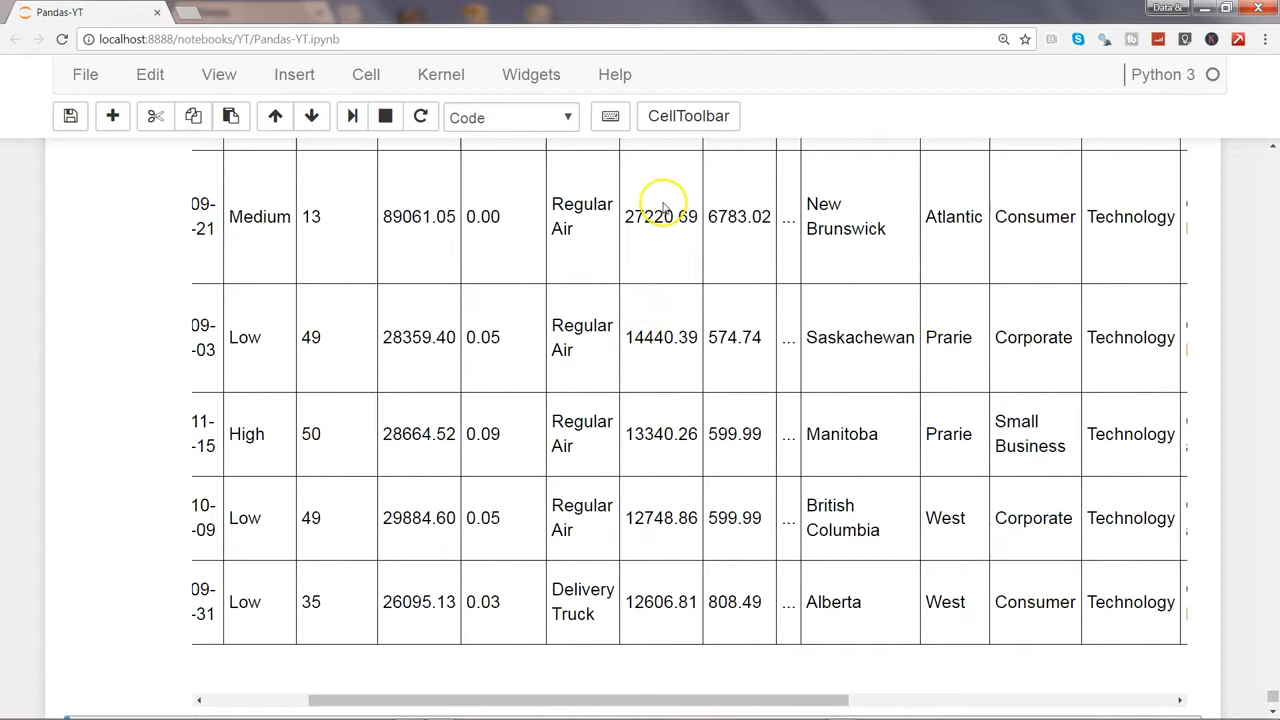 Pandas-YT
Data &
localhost:8888/notebooks/YT/Pandas-YT.ipynb
File Edit View Insert Cell Kernel Widgets Help Python 3
Code CellToolbar
09- -21 Medium 13 89061.05 0.00 Regular Air 27220.69 6783.02 ... New Brunswick Atlantic Consumer Technology
09- -03 Low 49 28359.40 0.05 Regular Air 14440.39 574.74 ... Saskachewan Prarie Corporate Technology
11- -15 High 50 28664.52 0.09 Regular Air 13340.26 599.99 ... Manitoba Prarie Small Business Technology
10- -09 Low 49 29884.60 0.05 Regular Air 12748.86 599.99 ... British Columbia West Corporate Technology
09- -31 Low 35 26095.13 0.03 Delivery Truck 12606.81 808.49 ... Alberta West Consumer Technology